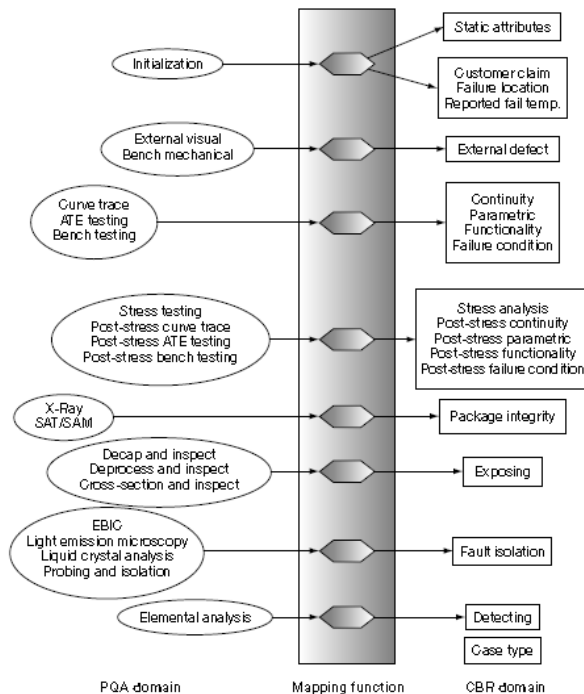 Static attributes
Initialization
Customer claim
Failure location
Reported fail temp.
External visual
Bench mechanical
External defect
Curve trace
ATE testing
Bench testing
Continuity
Parametric
Functionality
Failure condition
Stress testing
Post-stress curve trace
Post-stress ATE testing
Post-stress bench testing
Stress analysis
Post-stress continuity
Post-stress parametric
Post-stress functionality
Post-stress failure condition
X-Ray
SAT/SAM
Package integrity
Decap and inspect
Deprocess and inspect
Cross-section and inspect
Exposing
EBIC
Light emission microscopy
Liquid crystal analysis
Probing and isolation
Fault isolation
Elemental analysis
Detecting
Case type
PQA domain
Mapping function
CBR domain